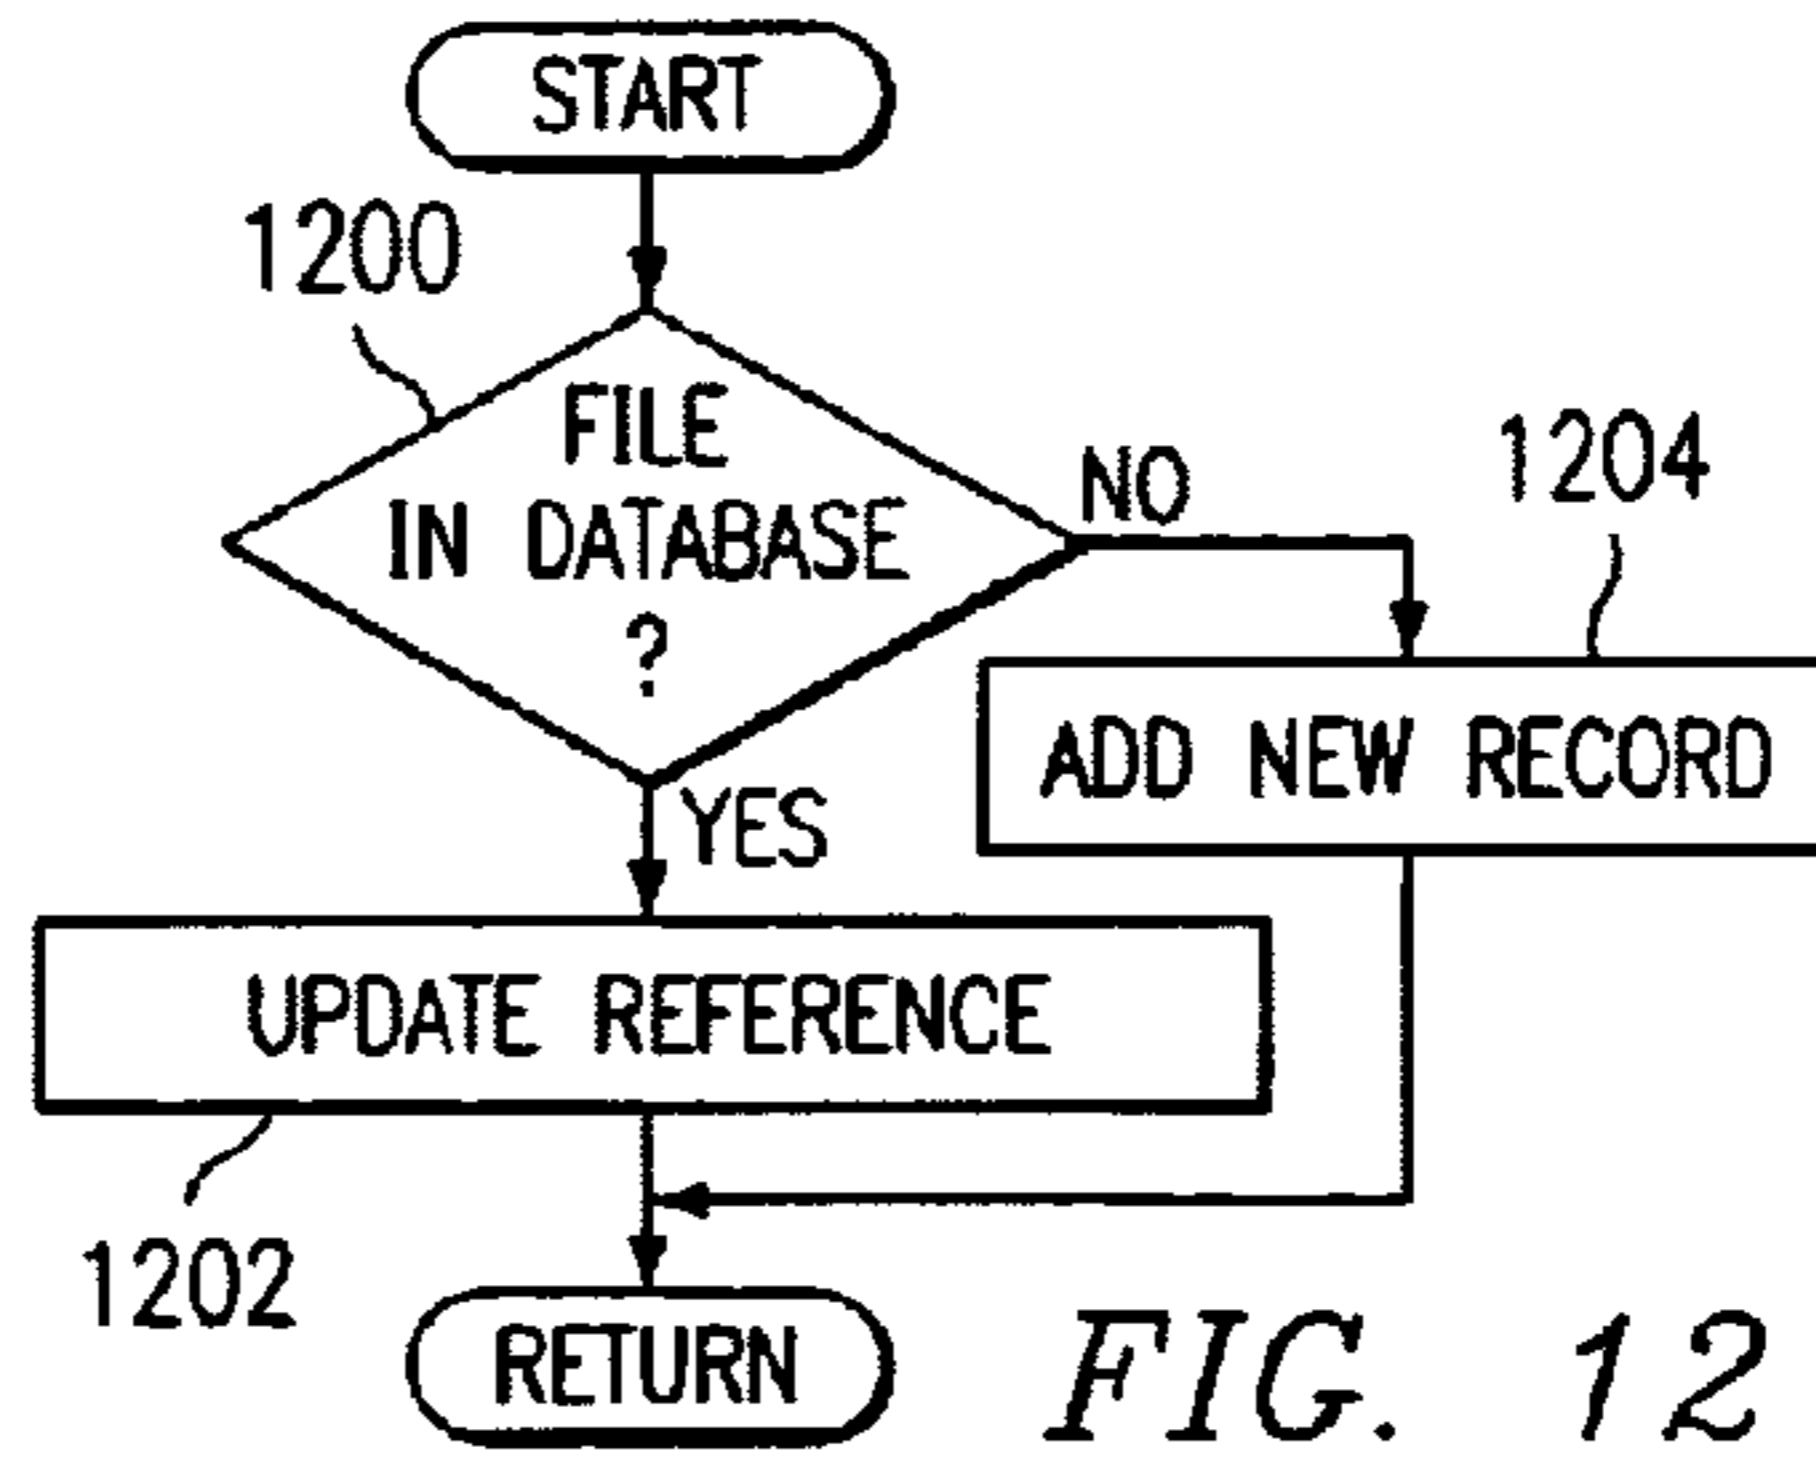 START
1200
FILE
IN DATABASE
?
NO
1204
ADD NEW RECORD
YES
UPDATE REFERENCE
1202
RETURN
FIG. 12